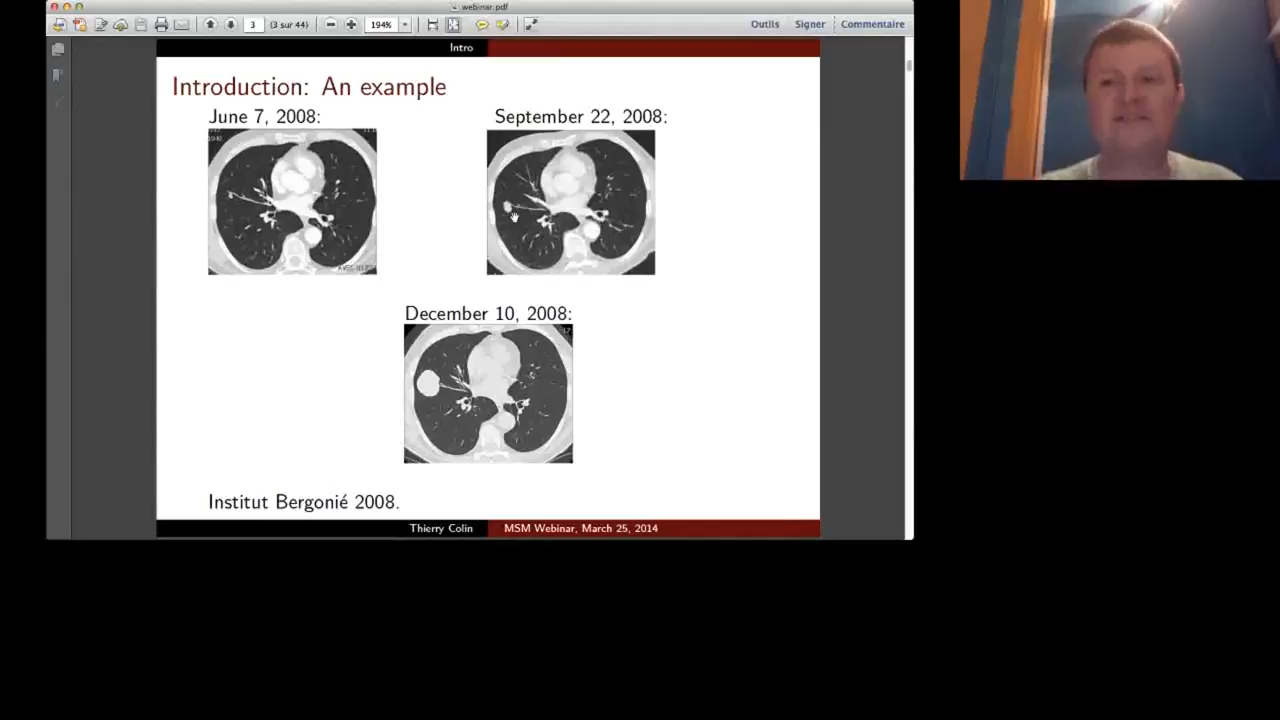 webinar.pdf
3 (3 sur 44) 194% Outils Signer Commentaire
Intro
Introduction: An example
June 7, 2008: September 22, 2008:
December 10, 2008:
Institut Bergonié 2008.
Thierry Colin MSM Webinar, March 25, 2014